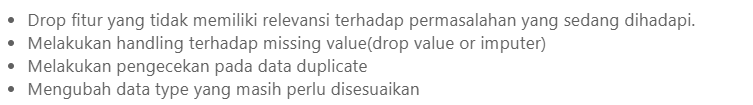 • Drop fitur yang tidak memiliki relevansi terhadap permasalahan yang sedang dihadapi.
• Melakukan handling terhadap missing value(drop value or imputer)
• Melakukan pengecekan pada data duplicate
• Mengubah data type yang masih perlu disesuaikan